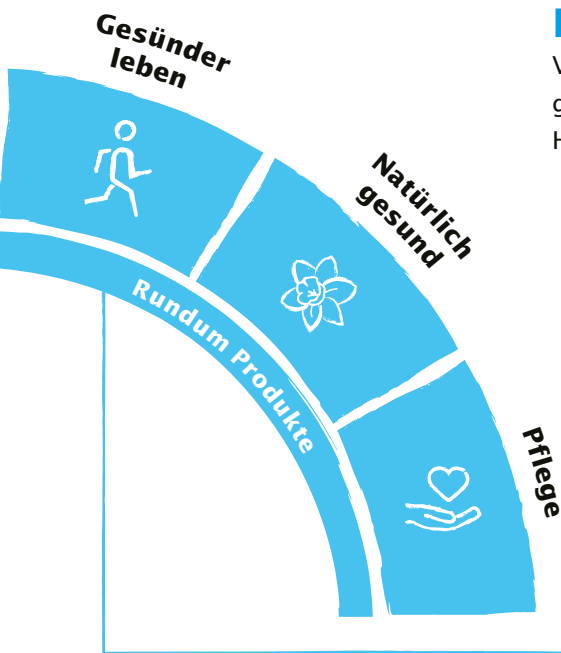 Gesünder
leben
Natürlich
gesund
Rundum Produkte
Pflege